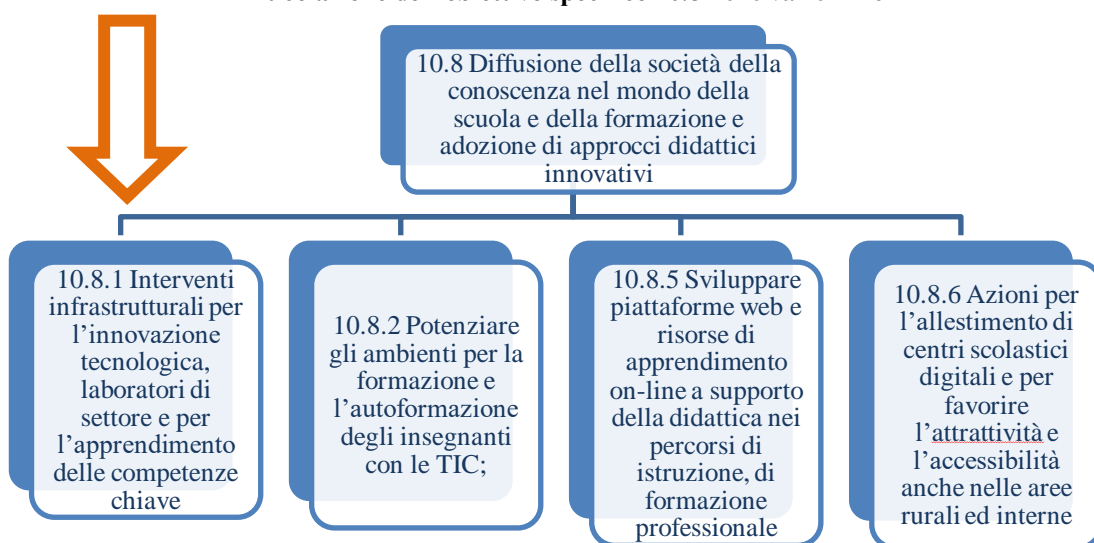 10.8 Diffusione della società della
conoscenza nel mondo della
scuola e della formazione e
adozione di approcci didattici
innovativi
10.8.1 Interventi
infrastrutturali per
l’innovazione
tecnologica,
laboratori di
settore e per
l’apprendimento
delle competenze
chiave
10.8.2 Potenziare
gli ambienti per la
formazione e
l’autoformazione
degli insegnanti
con le TIC;
10.8.5 Sviluppare
piattaforme web e
risorse di
apprendimento
on-line a supporto
della didattica nei
percorsi di
istruzione, di
formazione
professionale
10.8.6 Azioni per
l’allestimento di
centri scolastici
digitali e per
favorire
l’attrattività e
l’accessibilità
anche nelle aree
rurali ed interne